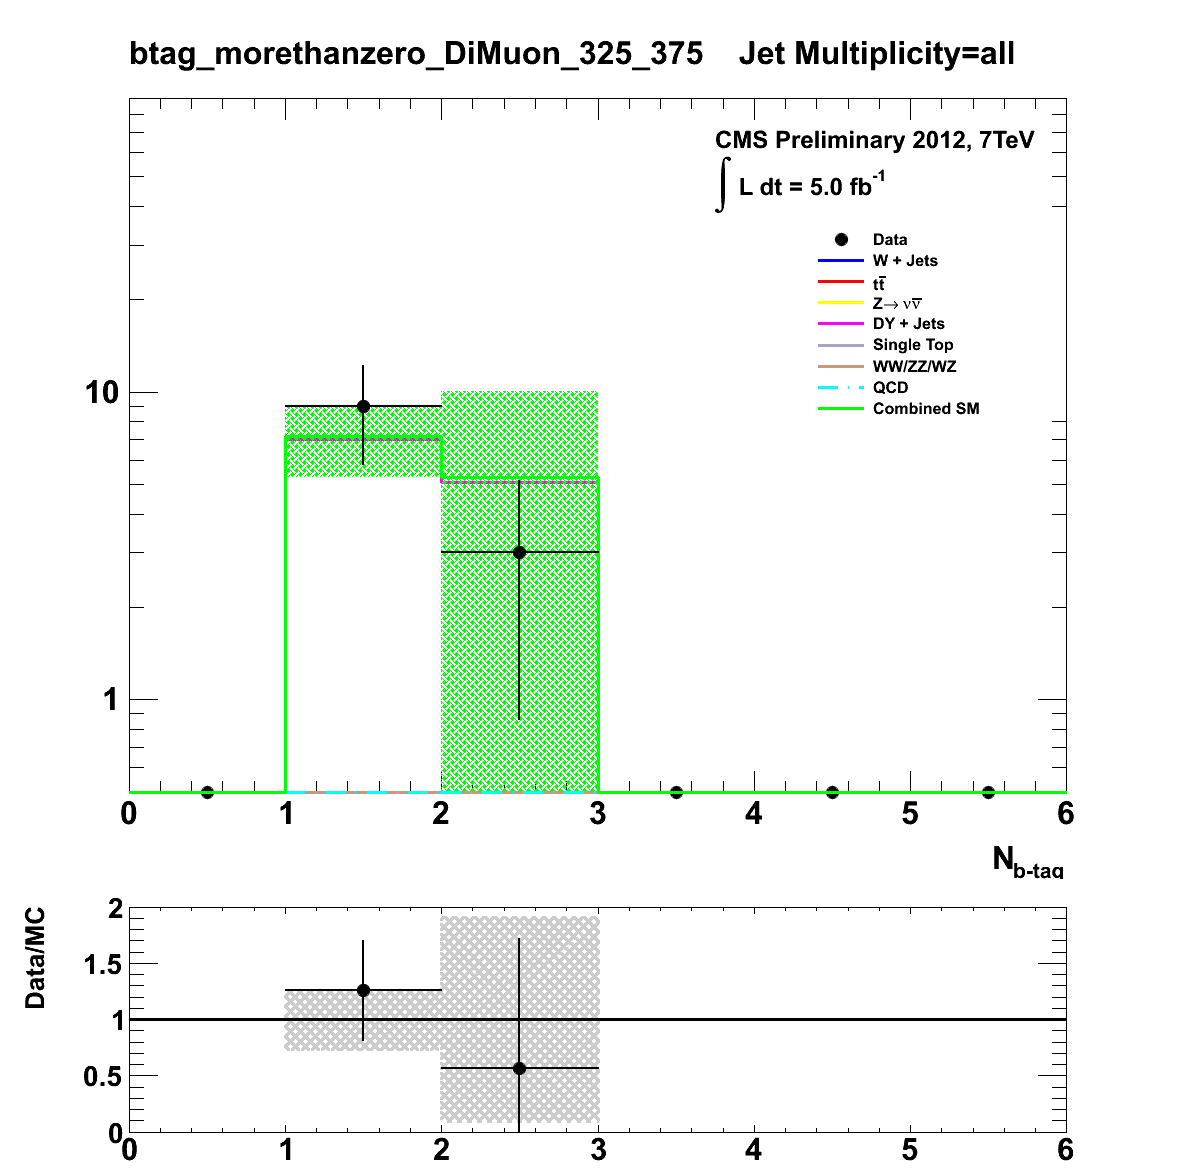 btag_morethanzero_DiMuon_325_375 Jet Multiplicity=all
CMS Preliminary 2012, 7TeV
∫ L dt = 5.0 fb⁻¹
Data
W + Jets
tt̅
Z→ νν̅
DY + Jets
Single Top
WW/ZZ/WZ
QCD
Combined SM
10
1
0 1 2 3 4 5 6
N_b-tag
Data/MC
2
1.5
1
0.5
0
0 1 2 3 4 5 6